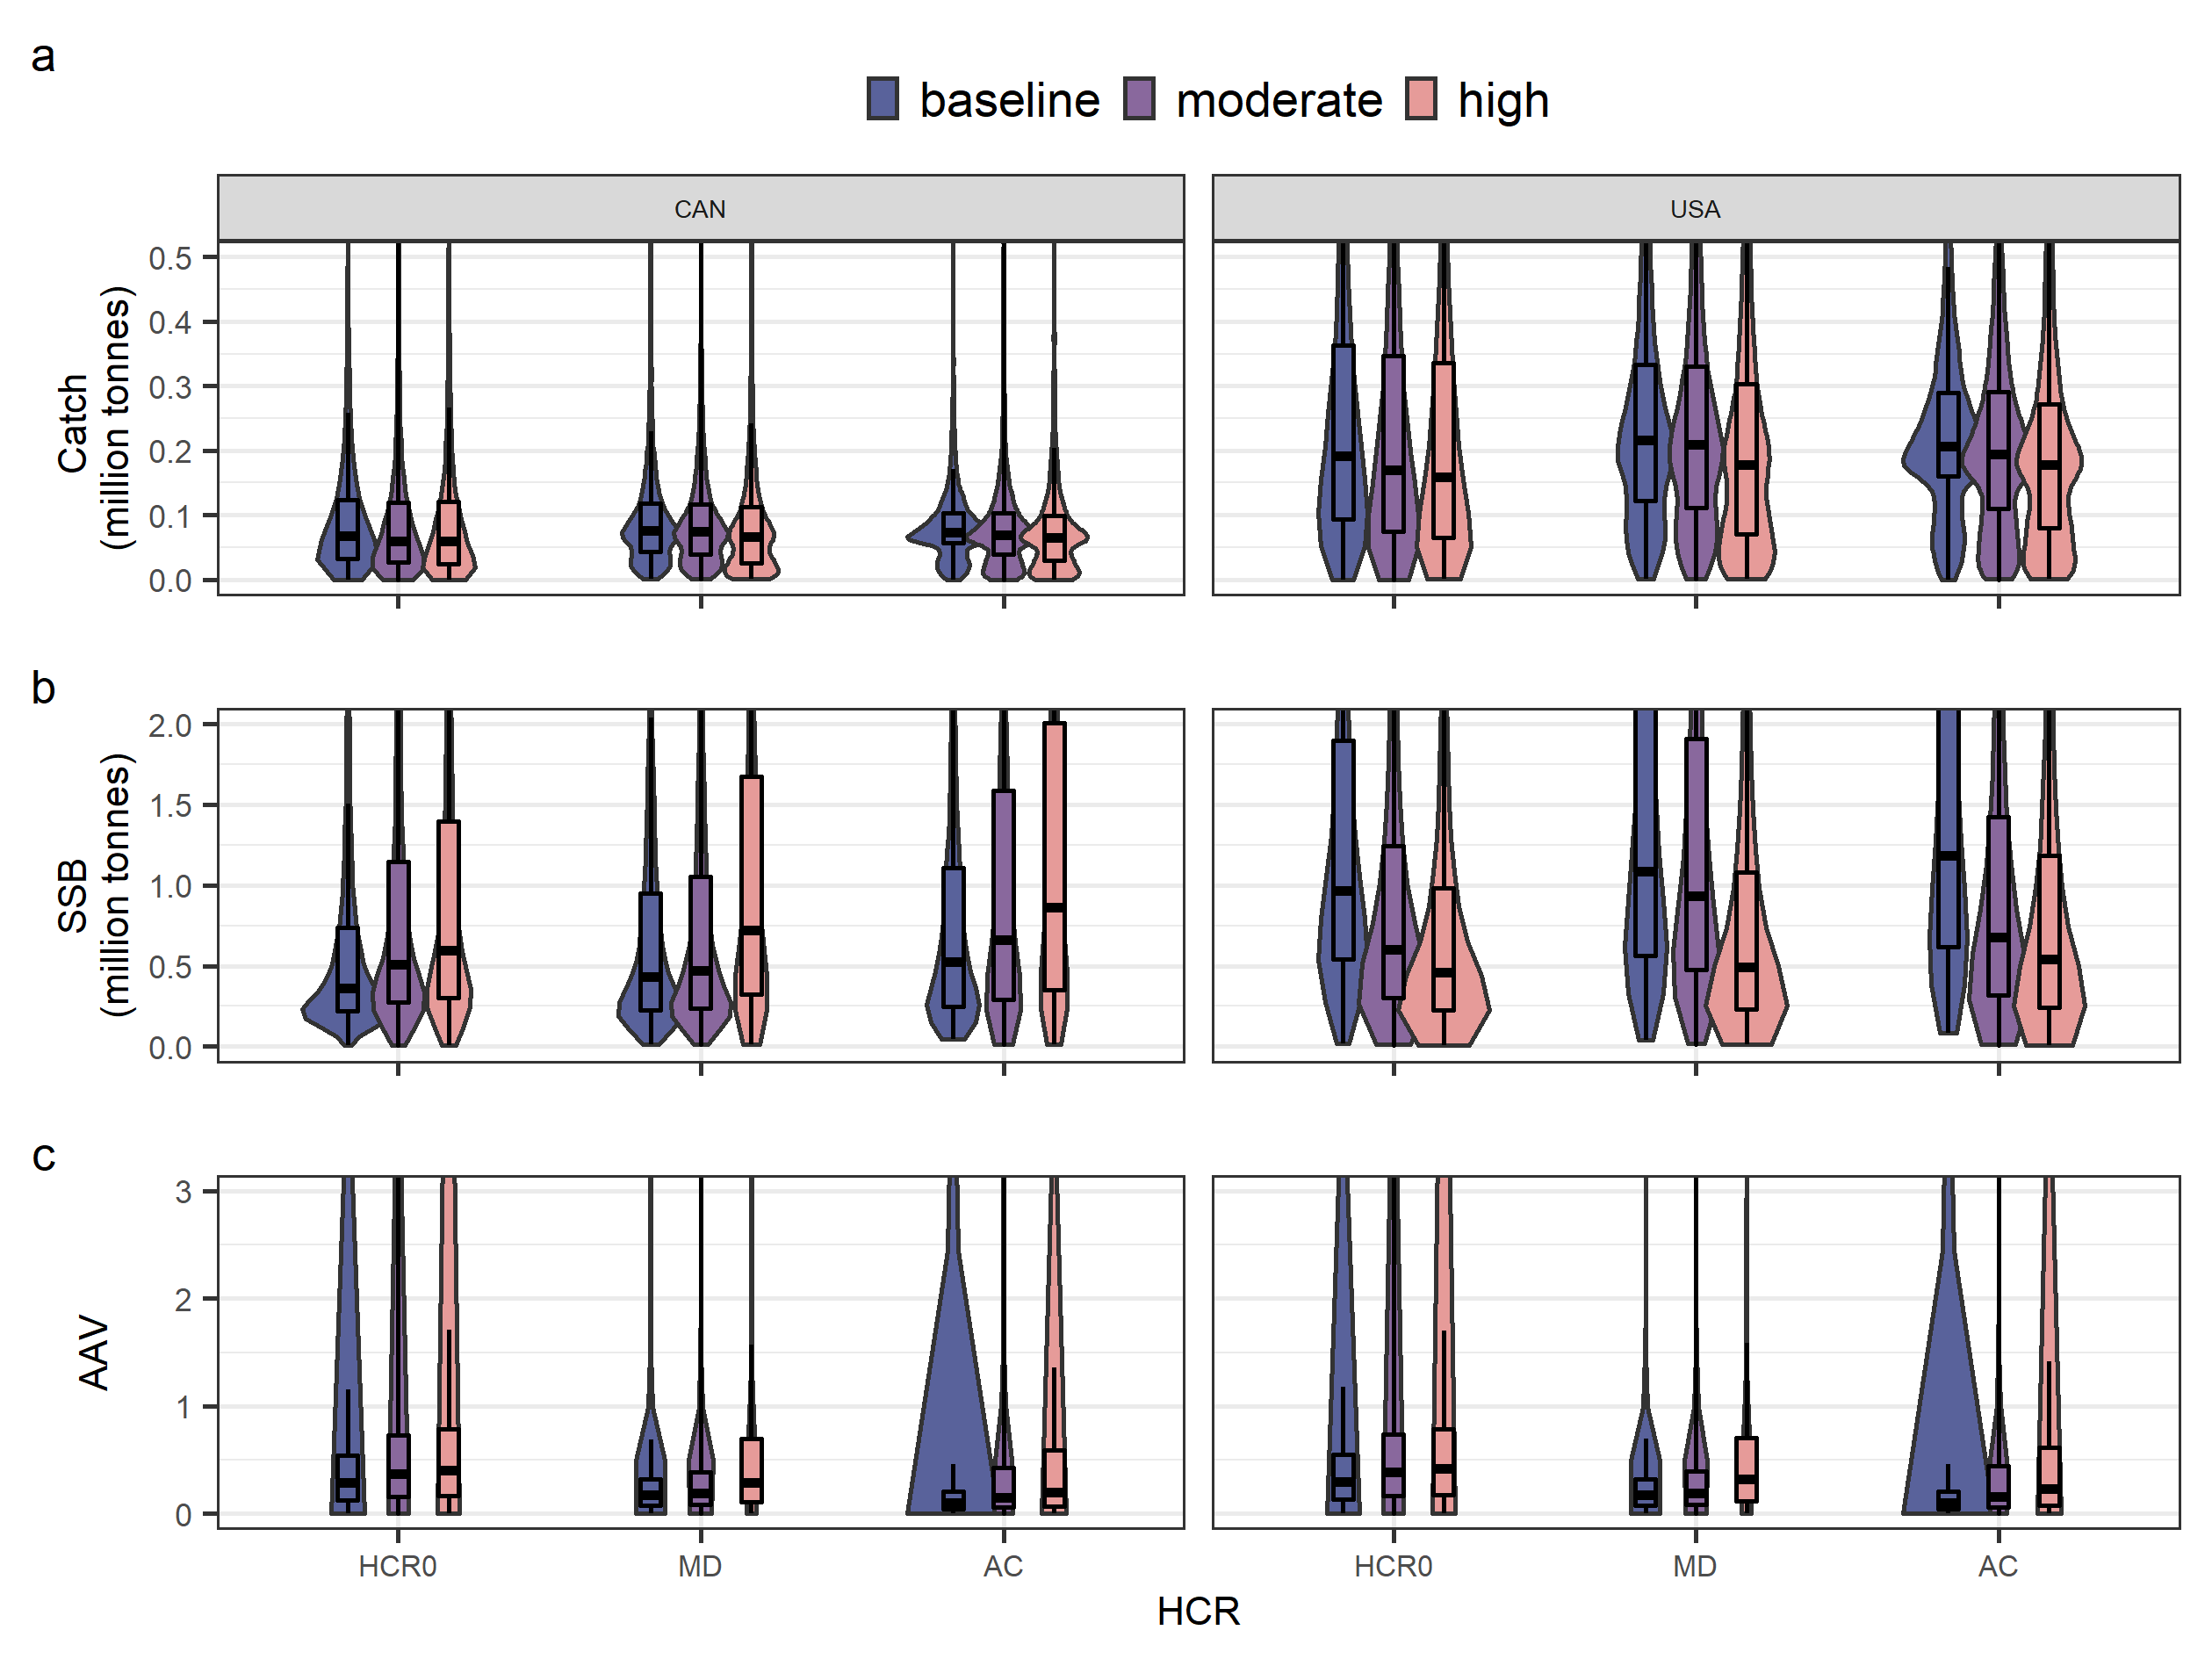 a
baseline moderate high
CAN USA
Catch
(million tonnes)
0.5
0.4
0.3
0.2
0.1
0.0
b
SSB
(million tonnes)
2.0
1.5
1.0
0.5
0.0
c
AAV
3
2
1
0
HCR0 MD AC HCR0 MD AC
HCR